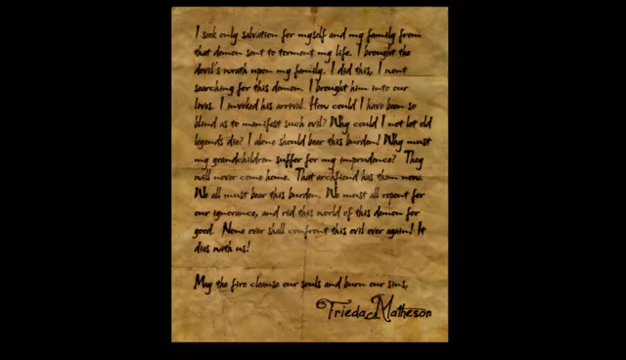 I seek only salvation for myself and my family from
that demon sent to torment my life. I brought the
devil's wrath upon my family. I did this, I went
searching for this demon. I brought him into our
lives. I invoked his arrival. How could I have been so
blind as to manifest such evil? Why could I not let old
legends die? I alone should bear this burden! Why must
my grandchildren suffer for my imprudence? They
will never come home. That archfiend has them now.
We all must bear this burden. We must all repent for
our ignorance, and rid this world of this demon for
good. None ever shall confront this evil ever again! It
dies with us!
May the fire cleanse our souls and burn our sins,
Frieda Matheson